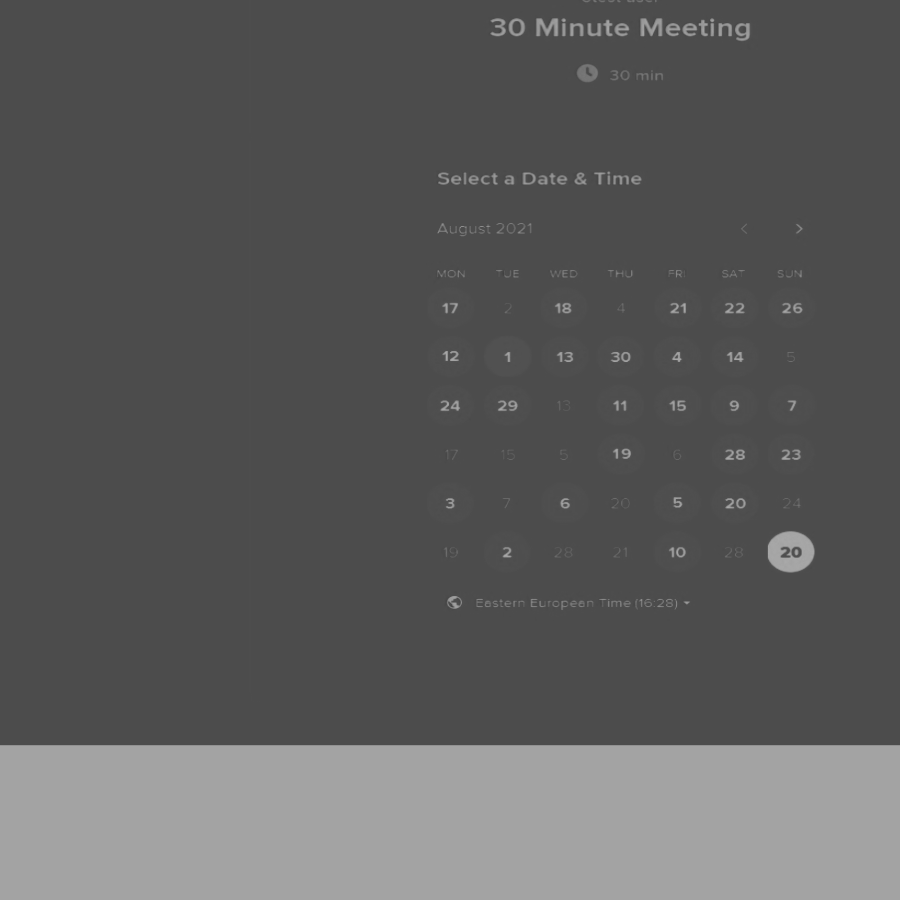 30 Minute Meeting
30 min
Select a Date & Time
August 2021
MON TUE WED THU FRI SAT SUN
17 2 18 4 21 22 26
12 1 13 30 4 14 5
24 29 13 11 15 9 7
17 15 5 19 6 28 23
3 7 6 20 5 20 24
19 2 28 21 10 28 20
Eastern European Time (16:28)